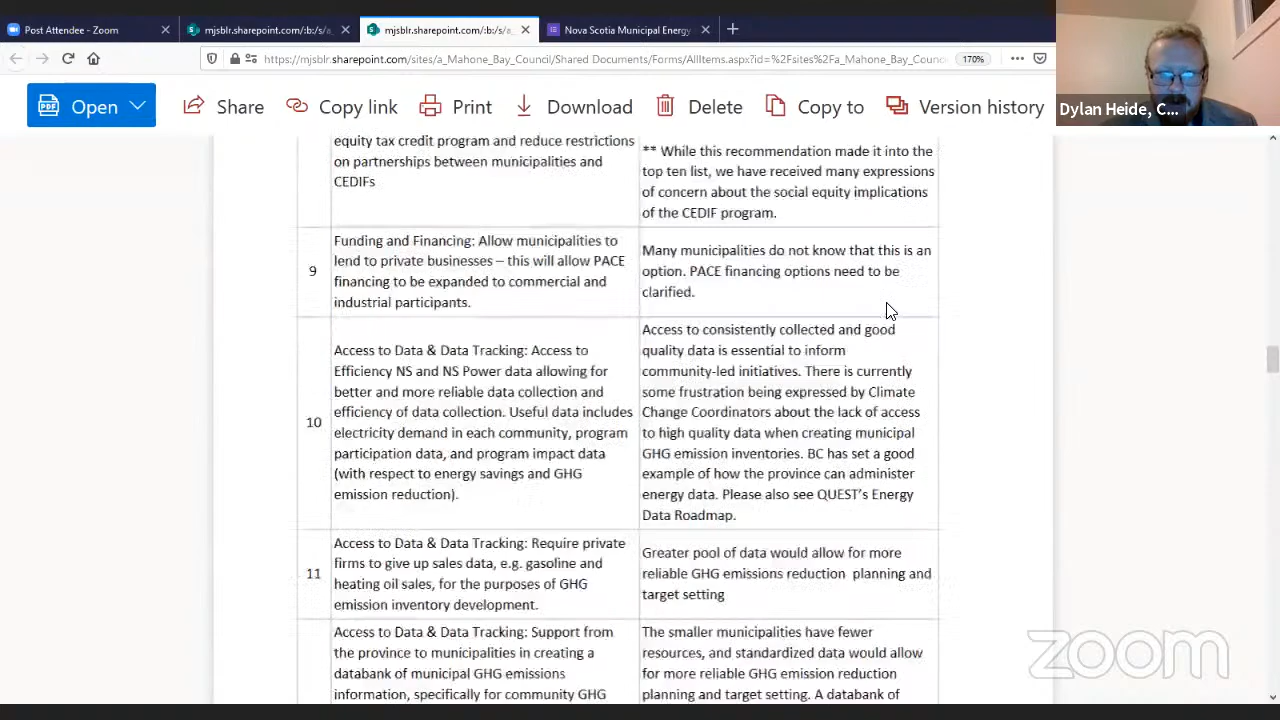 Post Attendee - Zoom
mjsblr.sharepoint.com/:b:/s/a
mjsblr.sharepoint.com/:b:/s/a_
Nova Scotia Municipal Energy
https://mjsblr.sharepoint.com/sites/a_Mahone_Bay_Council/Shared Documents/Forms/AllItems.aspx?id=%2Fsites%2Fa_Mahone_Bay_Counc
170%
Dylan Heide, C...
PDF Open
Share
Copy link
Print
Download
Delete
Copy to
Version history
equity tax credit program and reduce restrictions
on partnerships between municipalities and
CEDIFs
** While this recommendation made it into the
top ten list, we have received many expressions
of concern about the social equity implications
of the CEDIF program.
9
Funding and Financing: Allow municipalities to
lend to private businesses – this will allow PACE
financing to be expanded to commercial and
industrial participants.
Many municipalities do not know that this is an
option. PACE financing options need to be
clarified.
10
Access to Data & Data Tracking: Access to
Efficiency NS and NS Power data allowing for
better and more reliable data collection and
efficiency of data collection. Useful data includes
electricity demand in each community, program
participation data, and program impact data
(with respect to energy savings and GHG
emission reduction).
Access to consistently collected and good
quality data is essential to inform
community-led initiatives. There is currently
some frustration being expressed by Climate
Change Coordinators about the lack of access
to high quality data when creating municipal
GHG emission inventories. BC has set a good
example of how the province can administer
energy data. Please also see QUEST's Energy
Data Roadmap.
11
Access to Data & Data Tracking: Require private
firms to give up sales data, e.g. gasoline and
heating oil sales, for the purposes of GHG
emission inventory development.
Greater pool of data would allow for more
reliable GHG emissions reduction planning and
target setting
Access to Data & Data Tracking: Support from
the province to municipalities in creating a
databank of municipal GHG emissions
information, specifically for community GHG
The smaller municipalities have fewer
resources, and standardized data would allow
for more reliable GHG emission reduction
planning and target setting. A databank of
zoom